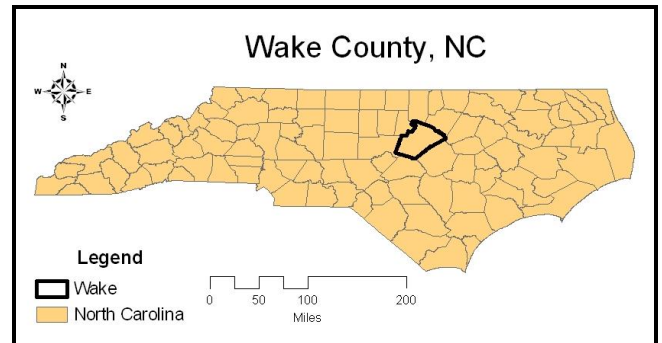 Wake County, NC
N
W E
S
Legend
Wake
North Carolina
0 50 100 200
Miles